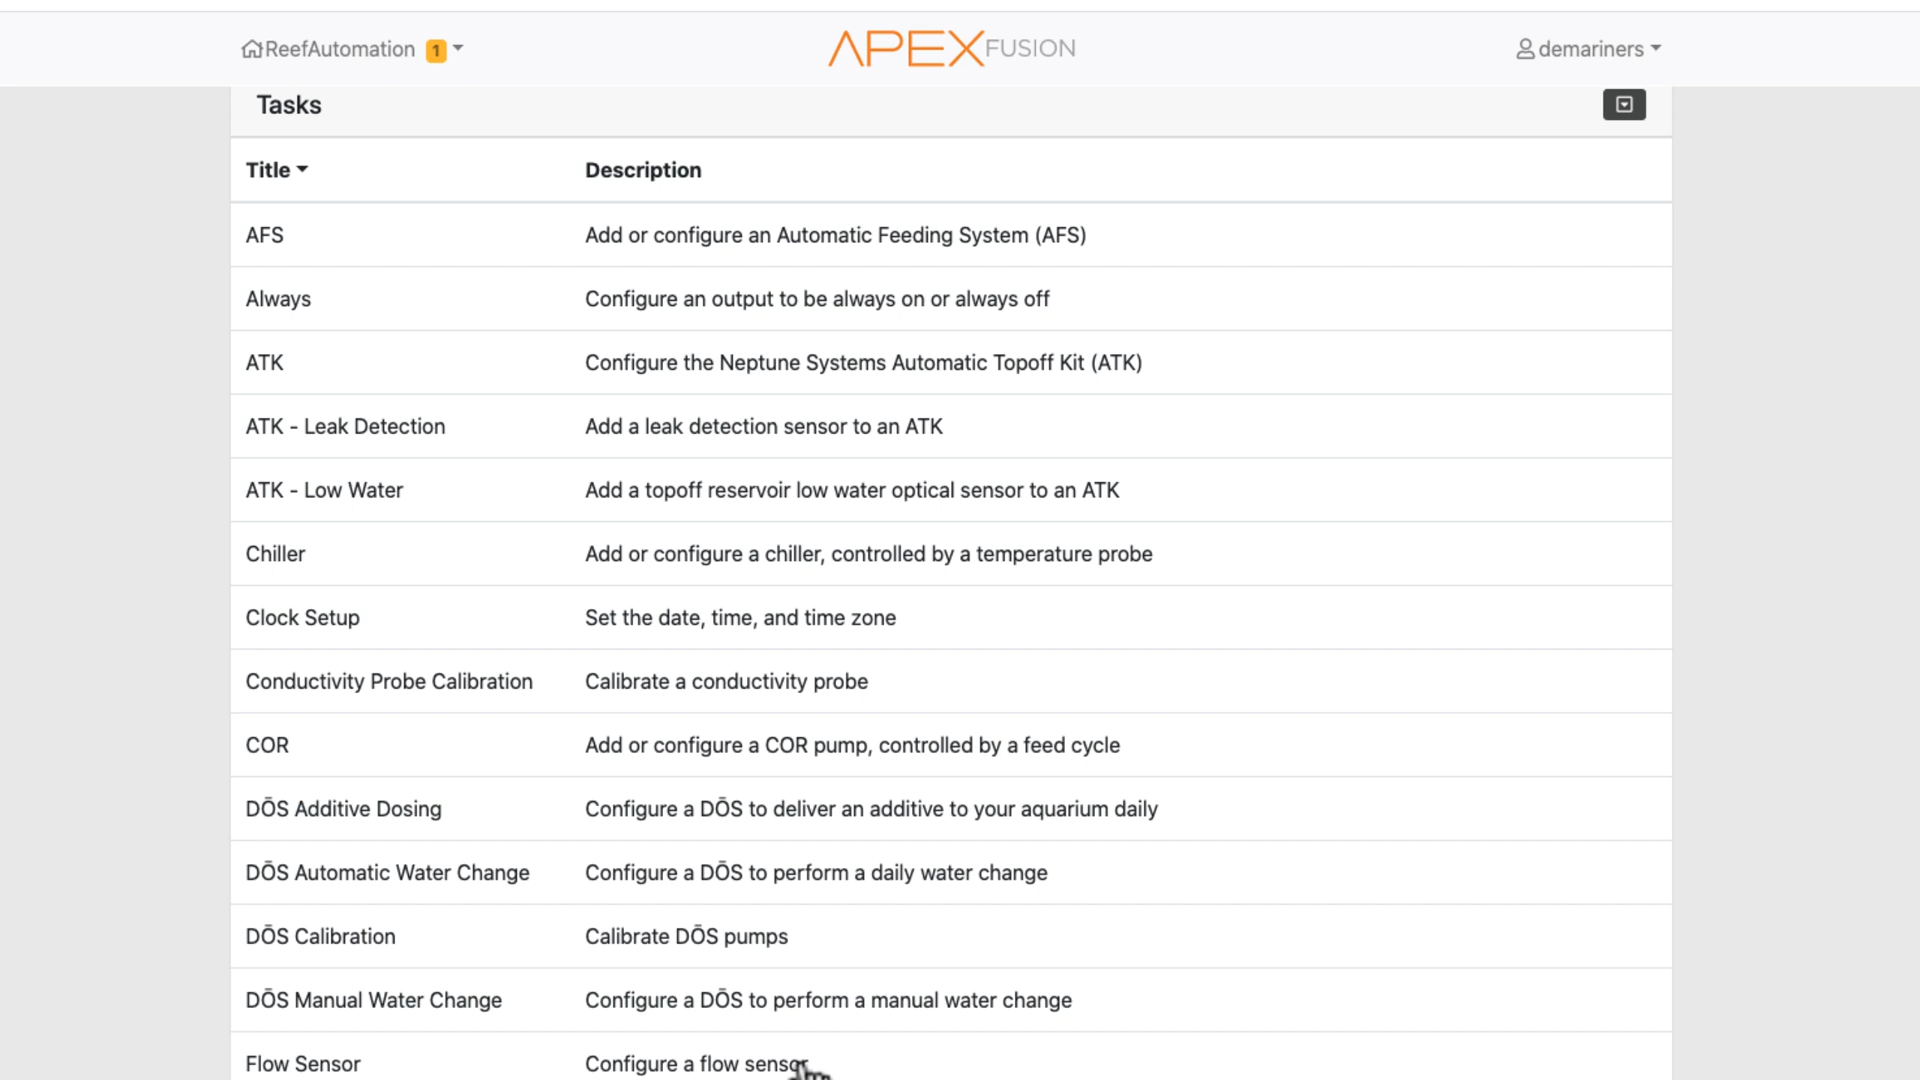 ReefAutomation 1
APEX FUSION
demariners
Tasks
Title Description
AFS Add or configure an Automatic Feeding System (AFS)
Always Configure an output to be always on or always off
ATK Configure the Neptune Systems Automatic Topoff Kit (ATK)
ATK - Leak Detection Add a leak detection sensor to an ATK
ATK - Low Water Add a topoff reservoir low water optical sensor to an ATK
Chiller Add or configure a chiller, controlled by a temperature probe
Clock Setup Set the date, time, and time zone
Conductivity Probe Calibration Calibrate a conductivity probe
COR Add or configure a COR pump, controlled by a feed cycle
DŌS Additive Dosing Configure a DŌS to deliver an additive to your aquarium daily
DŌS Automatic Water Change Configure a DŌS to perform a daily water change
DŌS Calibration Calibrate DŌS pumps
DŌS Manual Water Change Configure a DŌS to perform a manual water change
Flow Sensor Configure a flow sensor